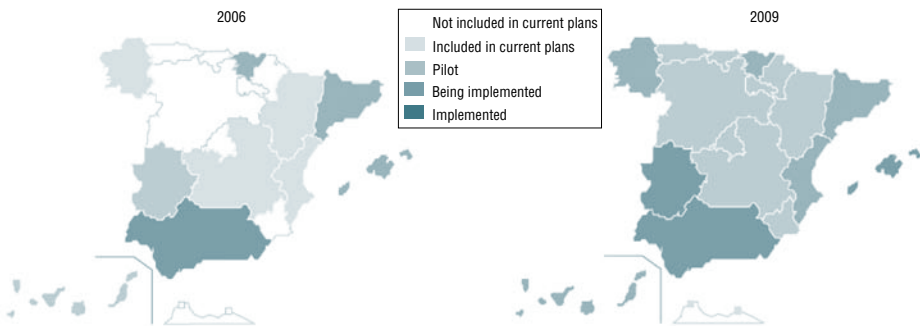 2006
Not included in current plans
Included in current plans
Pilot
Being implemented
Implemented
2009